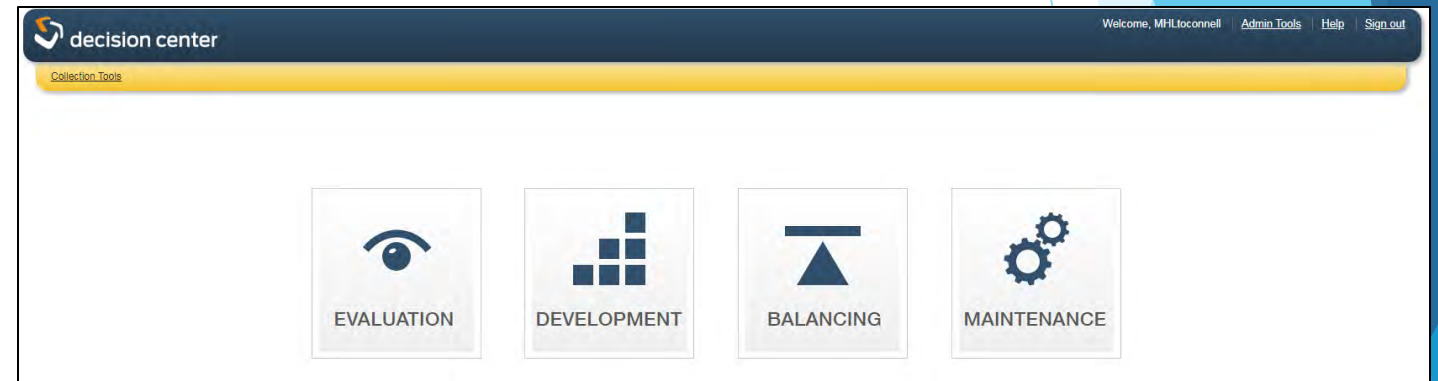 decision center
Welcome, MHLtoconnell | Admin Tools | Help | Sign out
Collection Tools
EVALUATION
DEVELOPMENT
BALANCING
MAINTENANCE